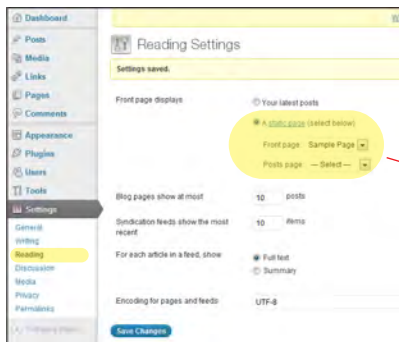 Dashboard
Posts
Media
Links
Pages
Comments
Appearance
Plugins
Users
Tools
Settings
General
Writing
Reading
Discussion
Media
Privacy
Permalinks
Reading Settings
Settings saved.
Front page displays
Your latest posts
A static page (select below)
Front page: Sample Page
Posts page: — Select —
Blog pages show at most 10 posts
Syndication feeds show the most 10 items
recent
For each article in a feed, show
Full text
Summary
Encoding for pages and feeds UTF-8
Save Changes